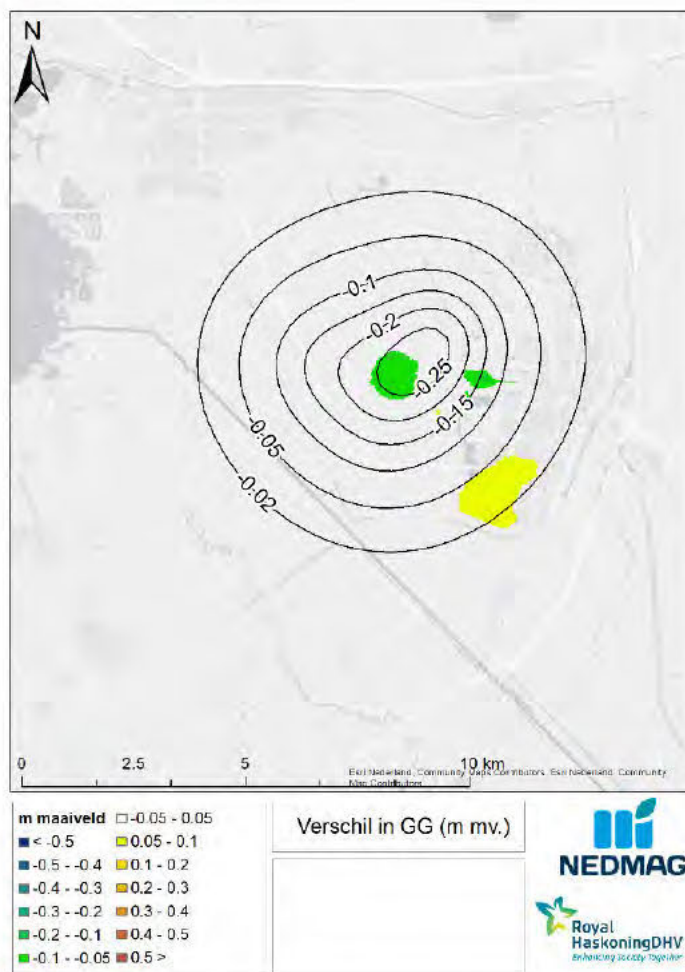 N
-0.1
-0.2
-0.25
-0.15
-0.05
-0.02
0
2.5
5
10 km
Esri Nederland, Community Maps Contributors, Esri Nederland, Community
Map Contributors
m maaiveld
< -0.5
-0.5 - -0.4
-0.4 - -0.3
-0.3 - -0.2
-0.2 - -0.1
-0.1 - -0.05
-0.05 - 0.05
0.05 - 0.1
0.1 - 0.2
0.2 - 0.3
0.3 - 0.4
0.4 - 0.5
0.5 >
Verschil in GG (m mv.)
NEDMAG
Royal
HaskoningDHV
Enhancing Society Together